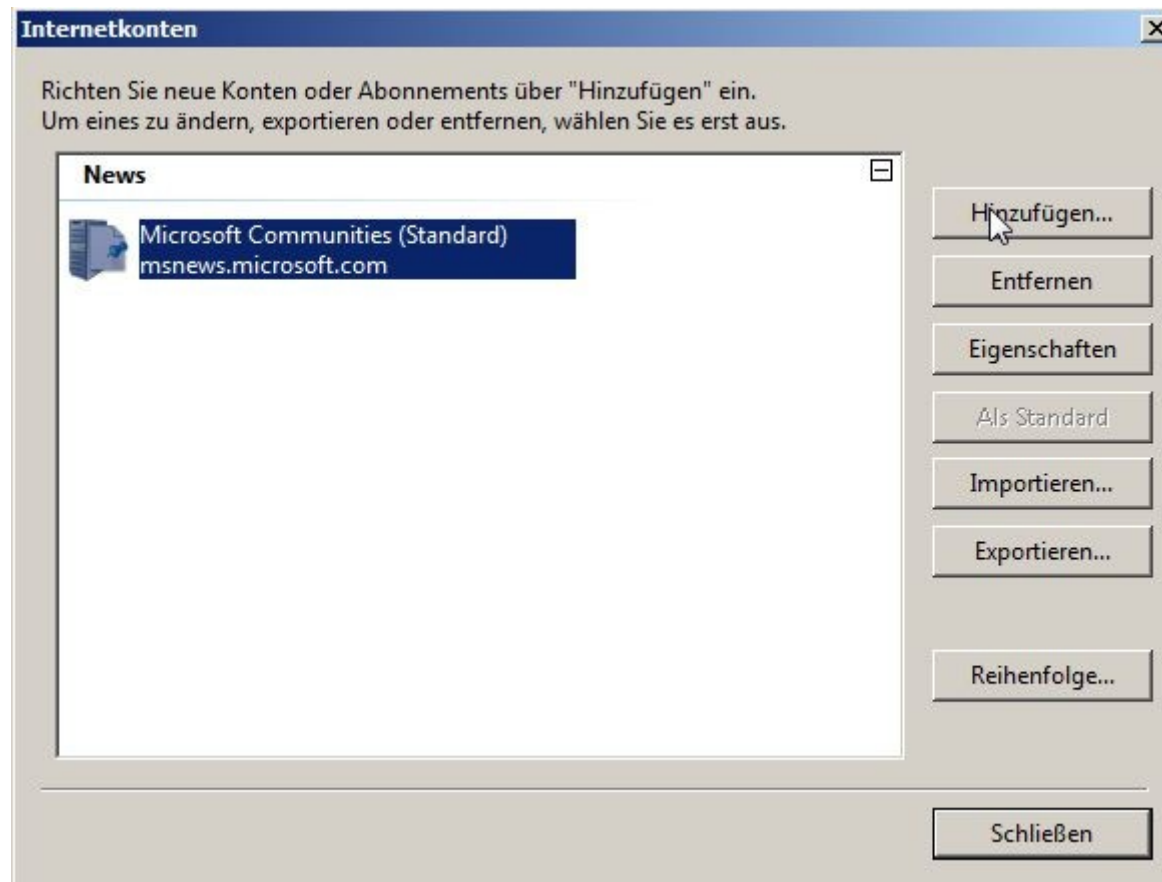 Internetkonten
Richten Sie neue Konten oder Abonnements über "Hinzufügen" ein.
Um eines zu ändern, exportieren oder entfernen, wählen Sie es erst aus.
News
Microsoft Communities (Standard)
msnews.microsoft.com
Hinzufügen...
Entfernen
Eigenschaften
Als Standard
Importieren...
Exportieren...
Reihenfolge...
Schließen